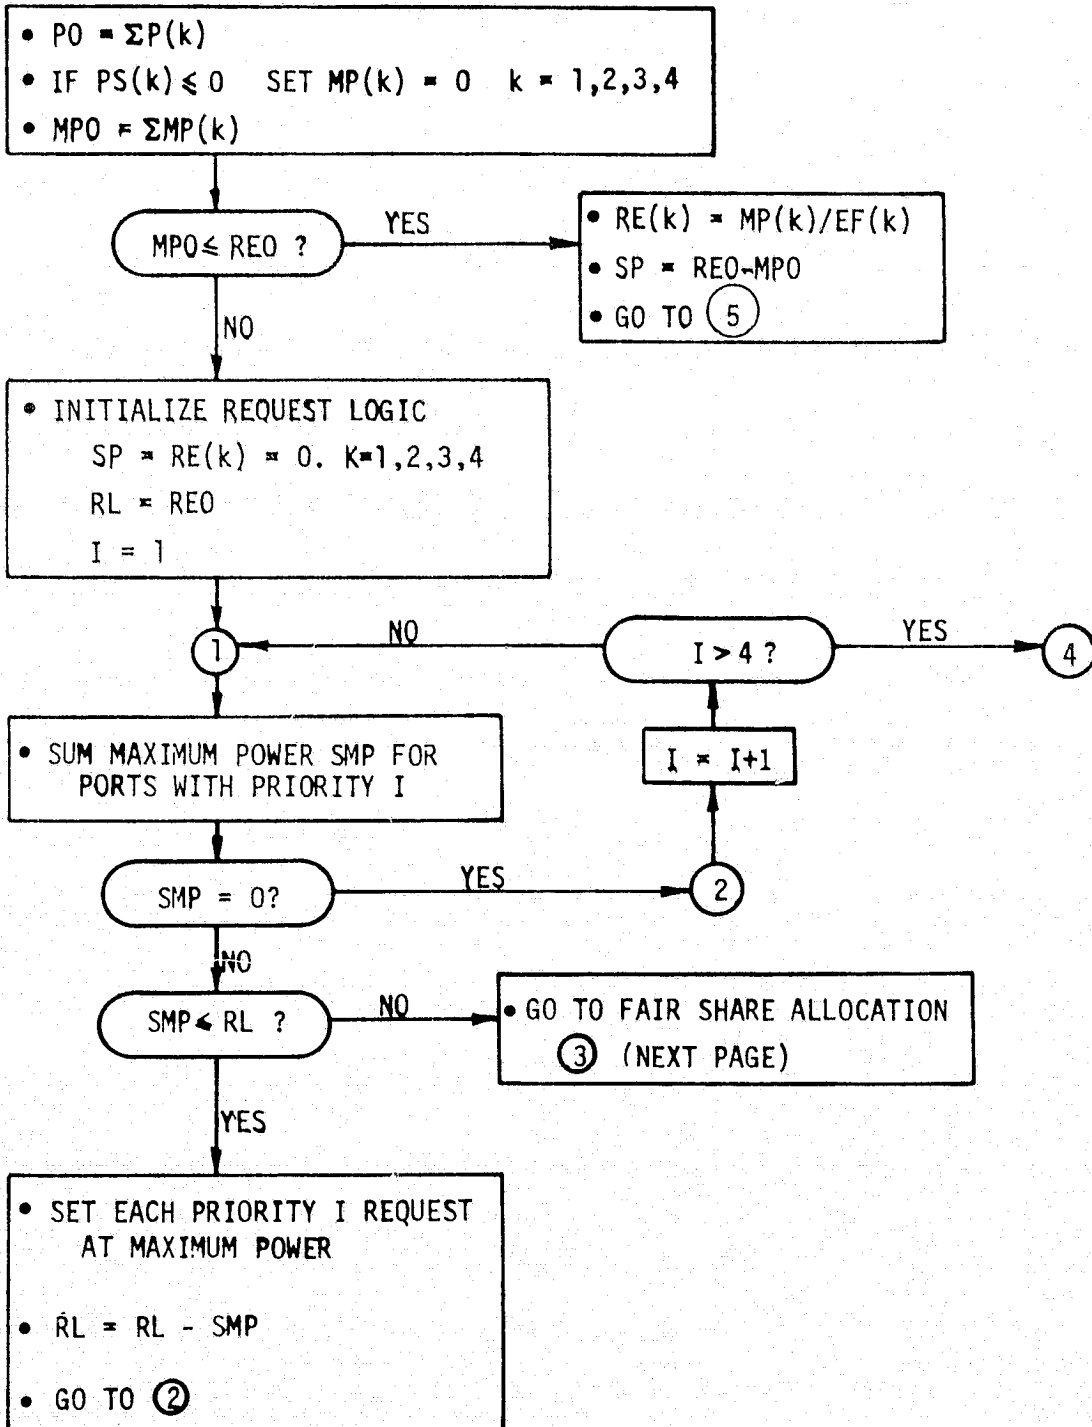 • PO = ΣP(k)
• IF PS(k) ≤ 0 SET MP(k) = 0 k = 1,2,3,4
• MPO = ΣMP(k)
MPO ≤ REO ?
YES
• RE(k) = MP(k)/EF(k)
• SP = REO-MPO
• GO TO 5
NO
• INITIALIZE REQUEST LOGIC
SP = RE(k) = 0. K=1,2,3,4
RL = REO
I = 1
1
NO
I > 4 ?
YES
4
• SUM MAXIMUM POWER SMP FOR
PORTS WITH PRIORITY I
I = I+1
SMP = 0?
YES
2
NO
SMP ≤ RL ?
NO
• GO TO FAIR SHARE ALLOCATION
3 (NEXT PAGE)
YES
• SET EACH PRIORITY I REQUEST
AT MAXIMUM POWER
• RL = RL - SMP
• GO TO 2